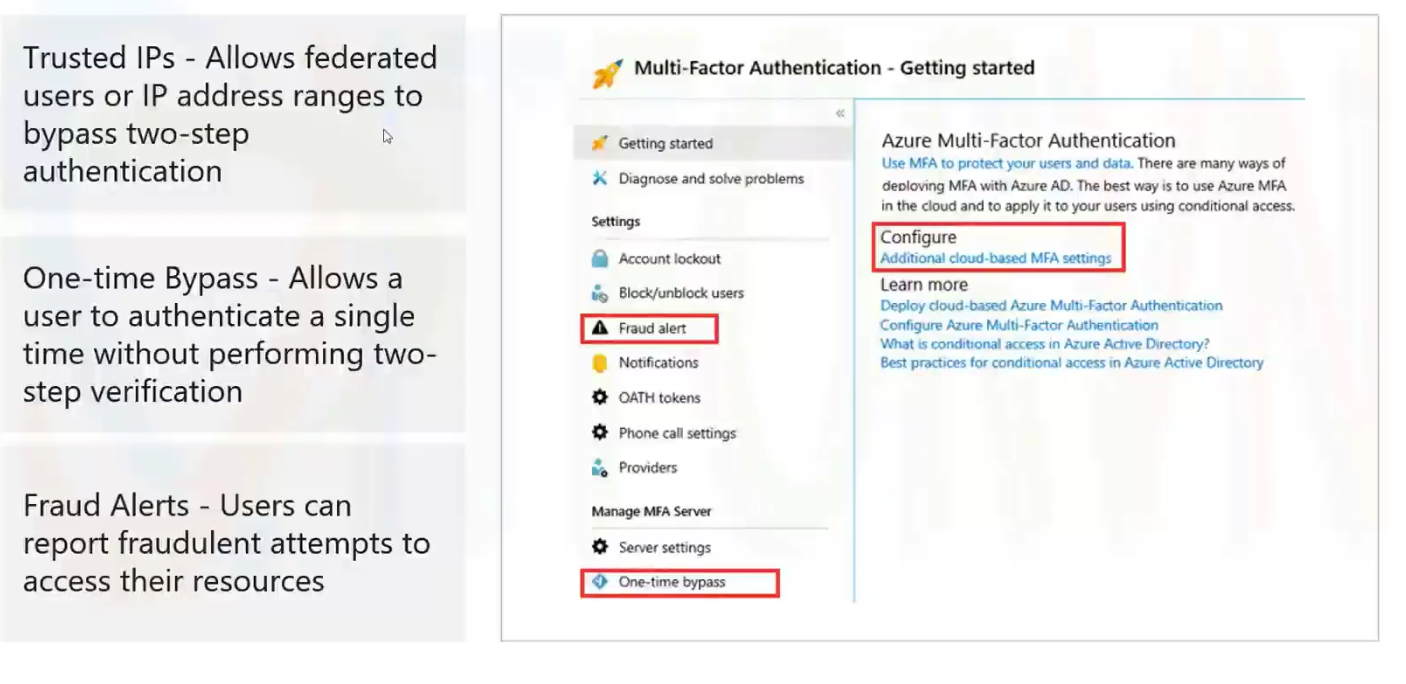 Trusted IPs - Allows federated
users or IP address ranges to
bypass two-step
authentication
One-time Bypass - Allows a
user to authenticate a single
time without performing two-
step verification
Fraud Alerts - Users can
report fraudulent attempts to
access their resources
Multi-Factor Authentication - Getting started
«
Getting started
Diagnose and solve problems
Settings
Account lockout
Block/unblock users
Fraud alert
Notifications
OATH tokens
Phone call settings
Providers
Manage MFA Server
Server settings
One-time bypass
Azure Multi-Factor Authentication
Use MFA to protect your users and data. There are many ways of
deploying MFA with Azure AD. The best way is to use Azure MFA
in the cloud and to apply it to your users using conditional access.
Configure
Additional cloud-based MFA settings
Learn more
Deploy cloud-based Azure Multi-Factor Authentication
Configure Azure Multi-Factor Authentication
What is conditional access in Azure Active Directory?
Best practices for conditional access in Azure Active Directory